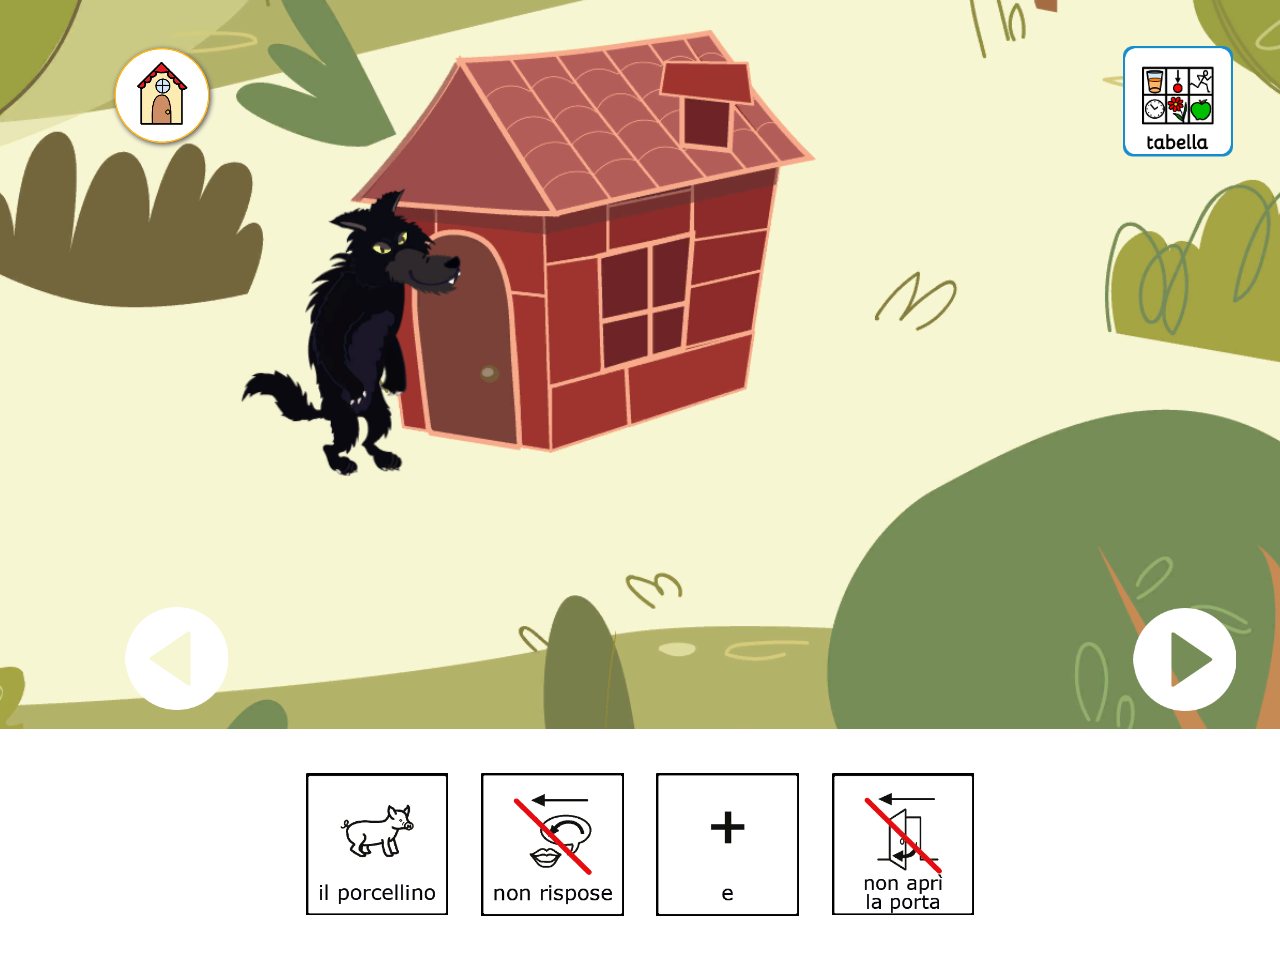 tabella
il porcellino
non rispose
e
non aprì
la porta